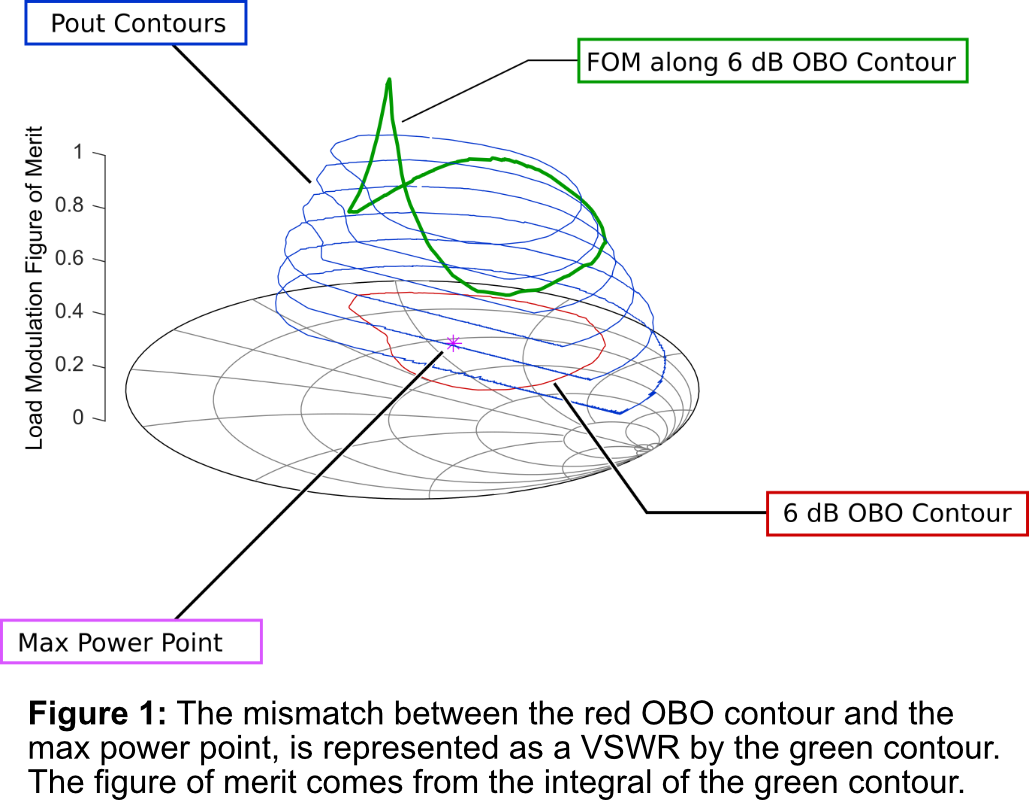 Pout Contours
FOM along 6 dB OBO Contour
Load Modulation Figure of Merit
1
0.8
0.6
0.4
0.2
0
6 dB OBO Contour
Max Power Point
Figure 1: The mismatch between the red OBO contour and the
max power point, is represented as a VSWR by the green contour.
The figure of merit comes from the integral of the green contour.